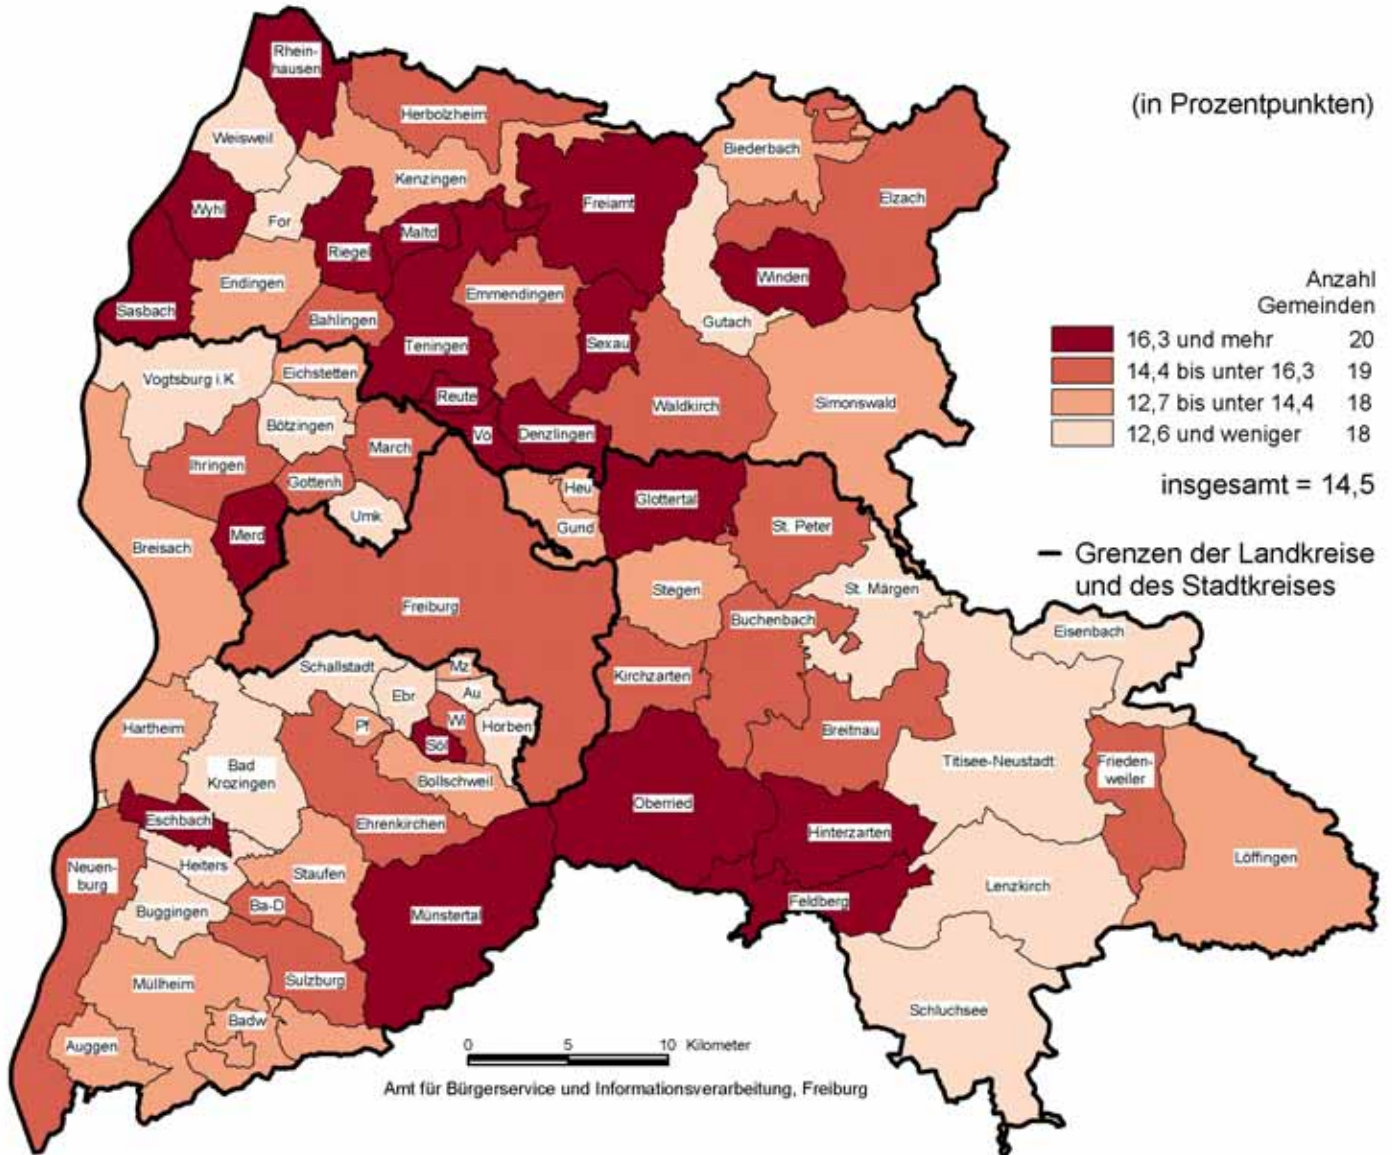 Rhein-
hausen
Herbolzheim
(in Prozentpunkten)
Weisweil
Biederbach
Kenzingen
Elzach
Wyhl
For
Maltd
Freiamt
Riegel
Endingen
Emmendingen
Winden
Sasbach
Bahlingen
Gutach
Teningen
Sexau
Anzahl
Gemeinden
16,3 und mehr 20
14,4 bis unter 16,3 19
12,7 bis unter 14,4 18
12,6 und weniger 18
insgesamt = 14,5
Grenzen der Landkreise
und des Stadtkreises
Vogtsburg i.K.
Eichstetten
Reute
Waldkirch
Simonswald
Bötzingen
Vö
Denzlingen
March
Ihringen
Gottenh
Heu
Glottertal
Umk
Gund
St. Peter
Merd
Breisach
Stegen
St. Märgen
Freiburg
Buchenbach
Eisenbach
Schallstadt
Mz
Kirchzarten
Ebr
Au
Hartheim
Pf
Wi
Horben
Söl
Breitnau
Bad
Krozingen
Bollschweil
Titisee-Neustadt
Frieden-
weiler
Eschbach
Ehrenkirchen
Oberried
Hinterzarten
Löffingen
Neuen-
burg
Heiters
Staufen
Lenzkirch
Buggingen
Ba-D
Münstertal
Feldberg
Müllheim
Sulzburg
Schluchsee
Badw
Auggen
0 5 10 Kilometer
Amt für Bürgerservice und Informationsverarbeitung, Freiburg